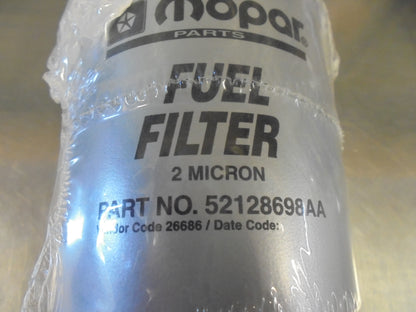 mopar®
PARTS
FUEL
FILTER
2 MICRON
PART NO. 52128698AA
Vendor Code 26686 / Date Code: